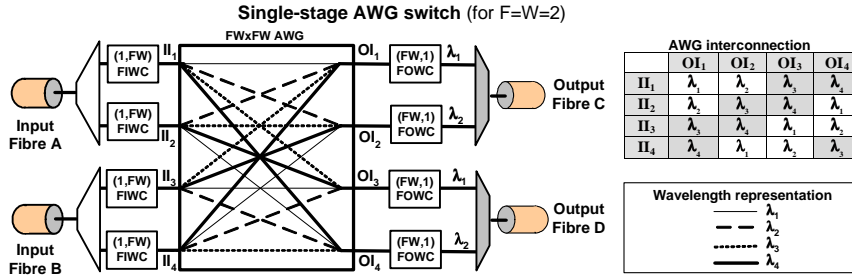 Single-stage AWG switch (for F=W=2)
FWxFW AWG
(1,FW)
FIWC
II1
OI1
(FW,1)
FOWC
λ1
(1,FW)
FIWC
II2
OI2
(FW,1)
FOWC
λ2
Input
Fibre A
Output
Fibre C
(1,FW)
FIWC
II3
OI3
(FW,1)
FOWC
λ1
(1,FW)
FIWC
II4
OI4
(FW,1)
FOWC
λ2
Input
Fibre B
Output
Fibre D
AWG interconnection
OI1 OI2 OI3 OI4
II1 λ1 λ2 λ3 λ4
II2 λ2 λ3 λ4 λ1
II3 λ3 λ4 λ1 λ2
II4 λ4 λ1 λ2 λ3
Wavelength representation
λ1
λ2
λ3
λ4